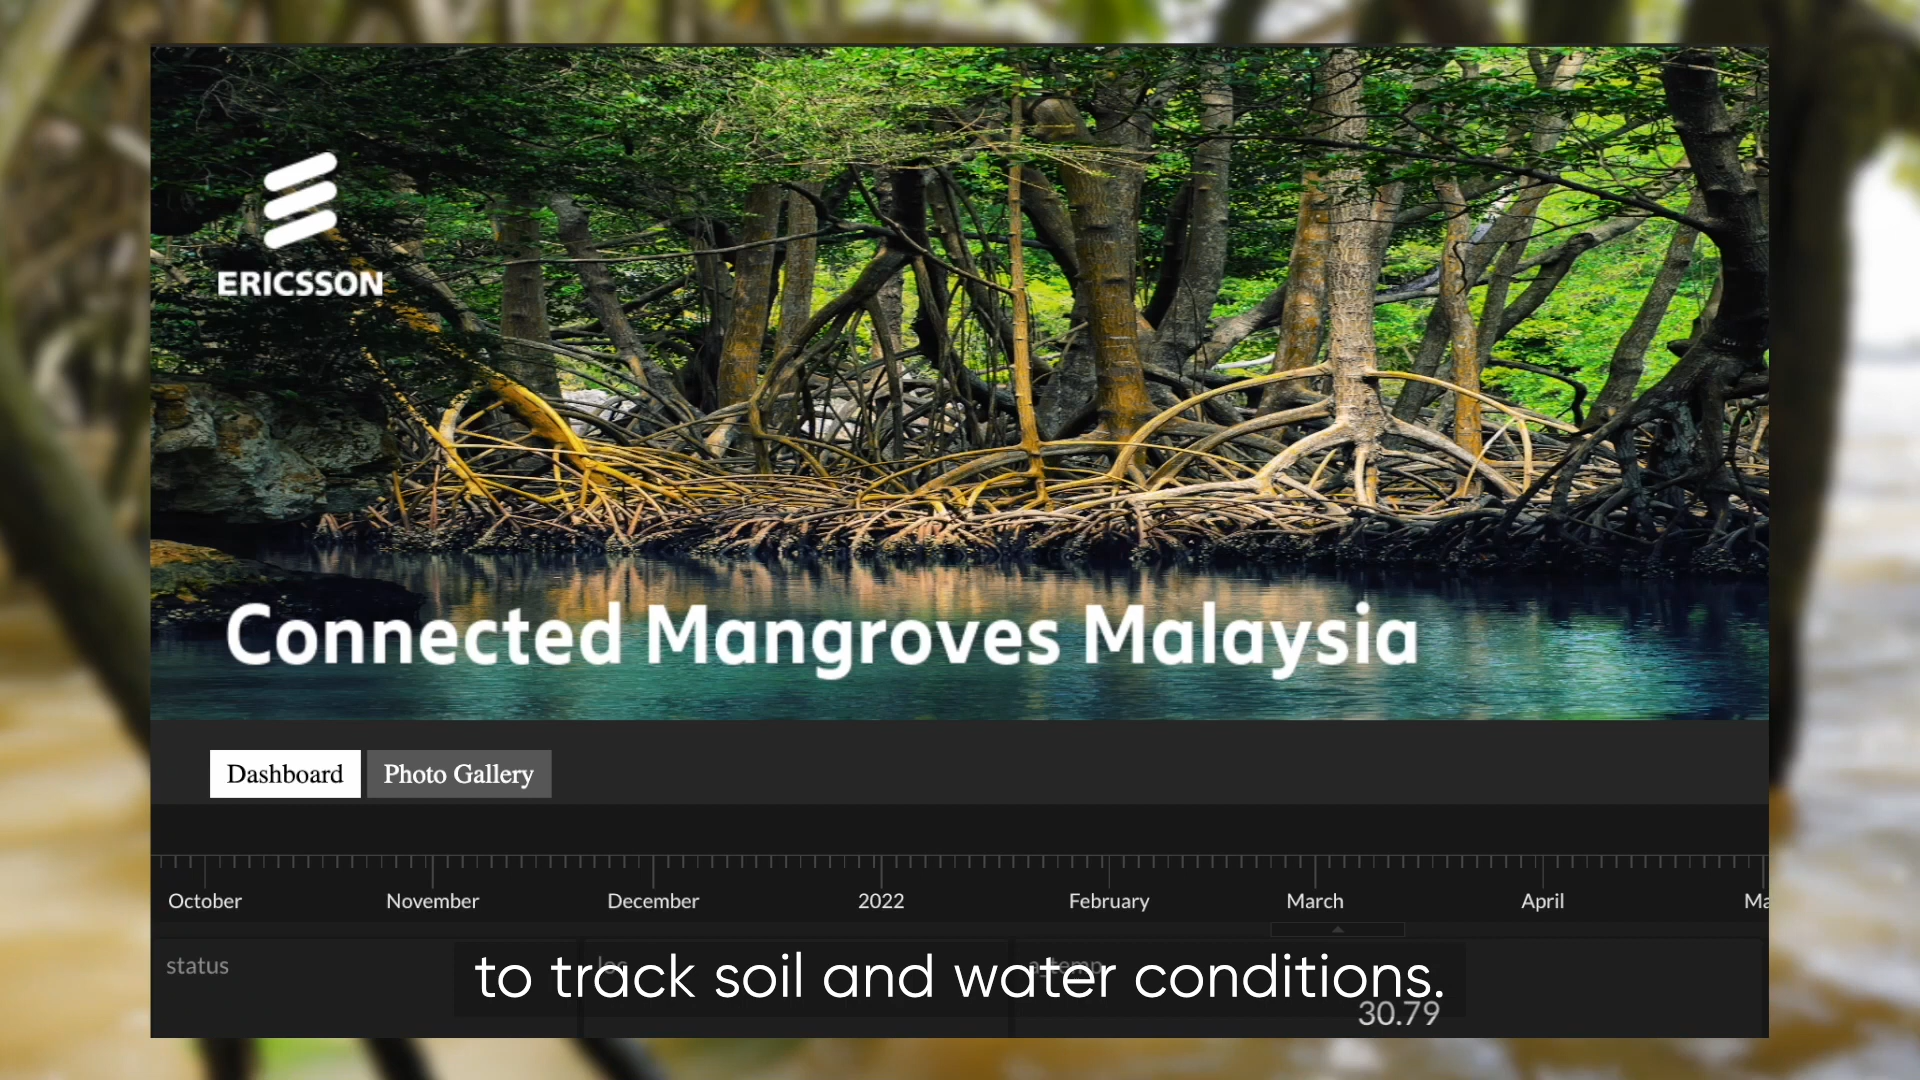 ERICSSON
Connected Mangroves Malaysia
Dashboard
Photo Gallery
October
November
December
2022
February
March
April
status
to track soil and water conditions.
30.79